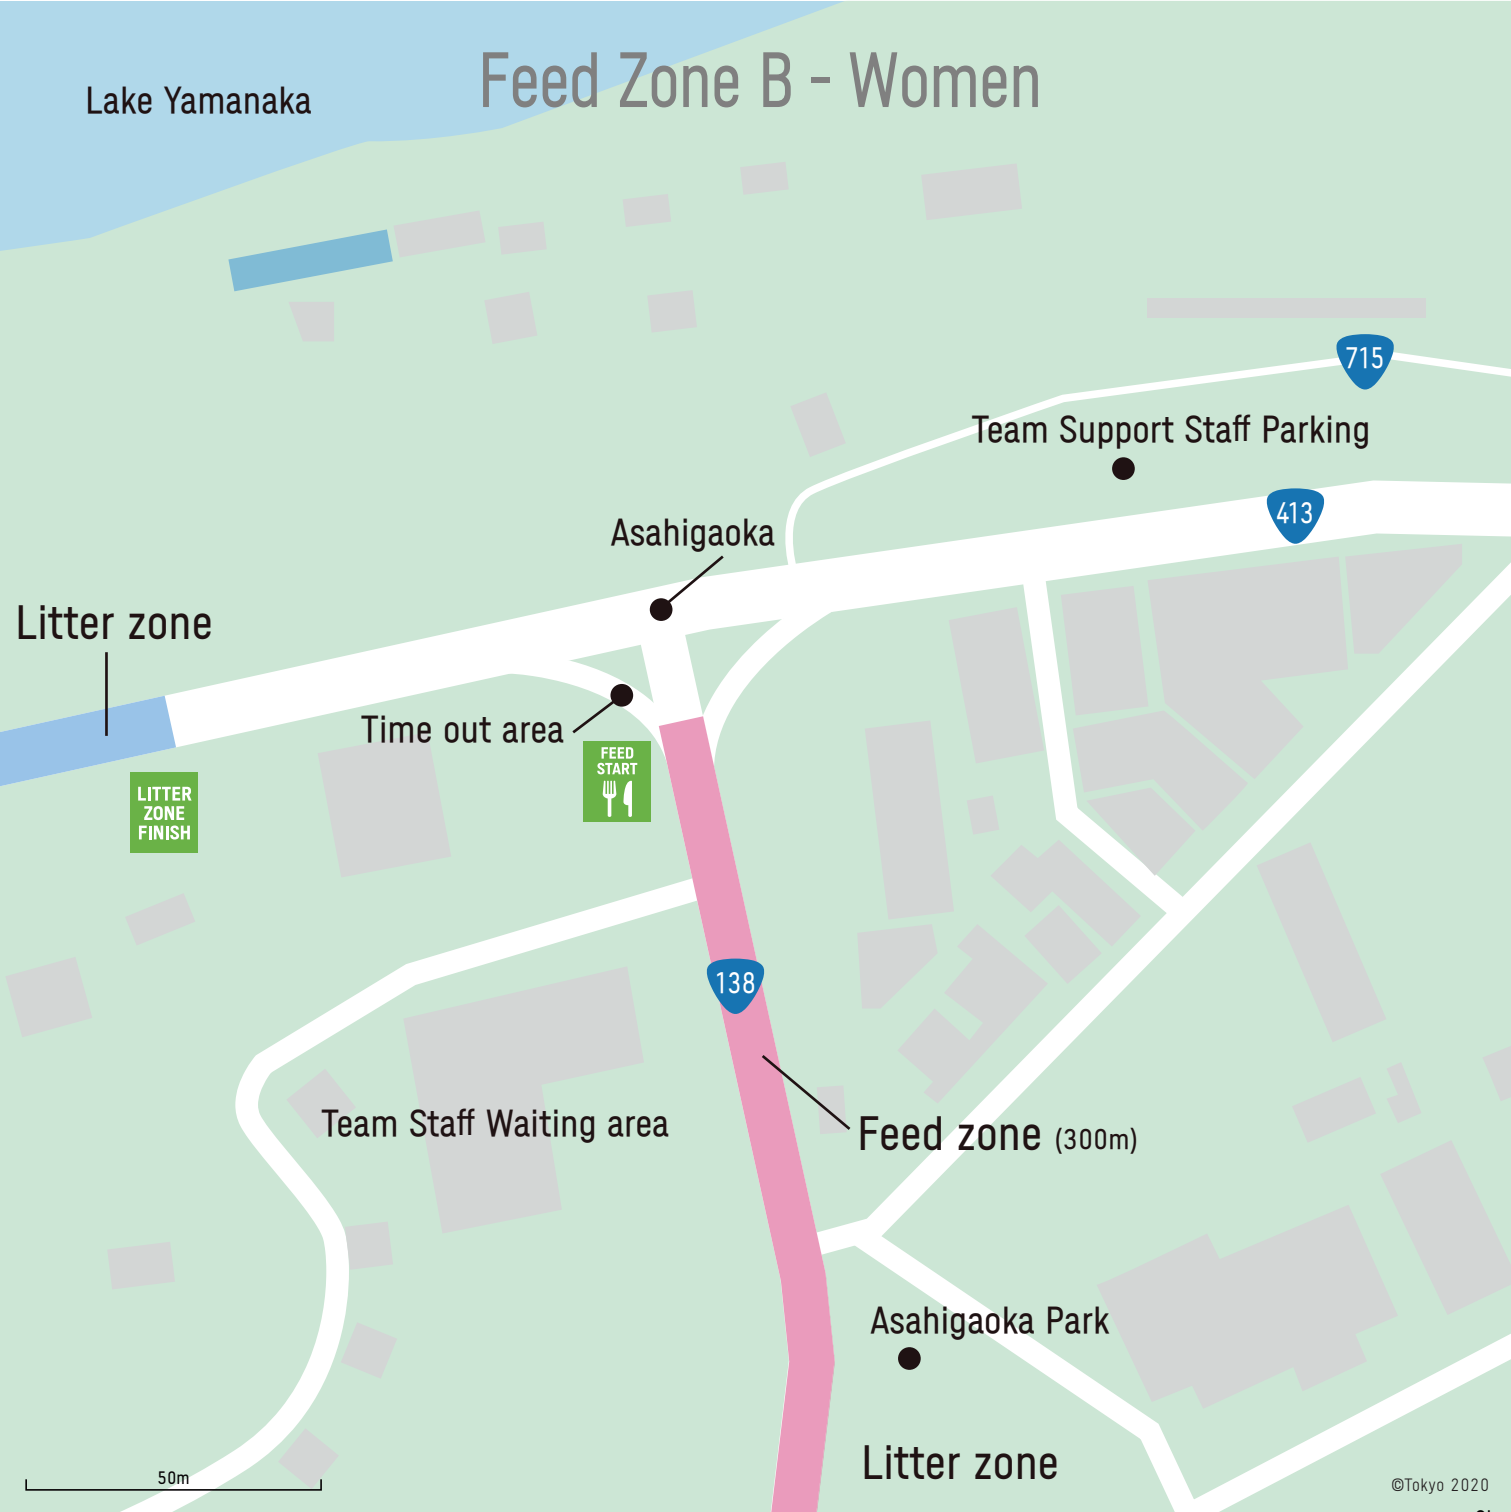 Feed Zone B - Women
Lake Yamanaka
715
Team Support Staff Parking
413
Asahigaoka
Litter zone
Time out area
FEED
START
LITTER
ZONE
FINISH
138
Team Staff Waiting area
Feed zone (300m)
Asahigaoka Park
Litter zone
50m
©Tokyo 2020